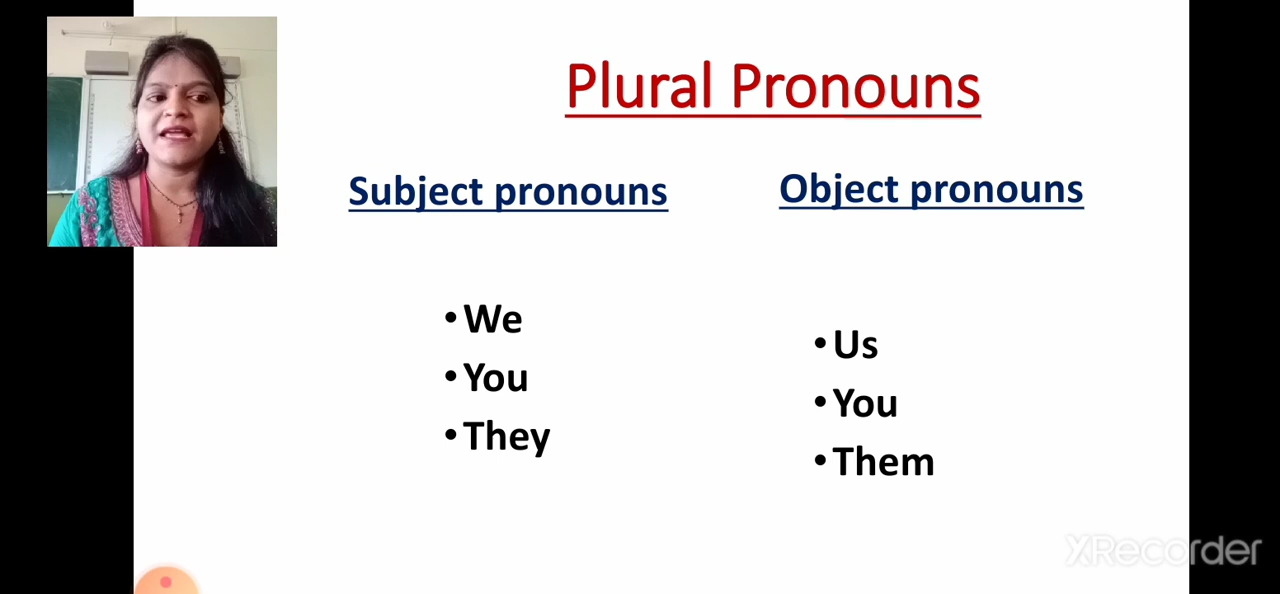 Plural Pronouns
Subject pronouns
• We
• You
• They
Object pronouns
• Us
• You
• Them
XRecorder